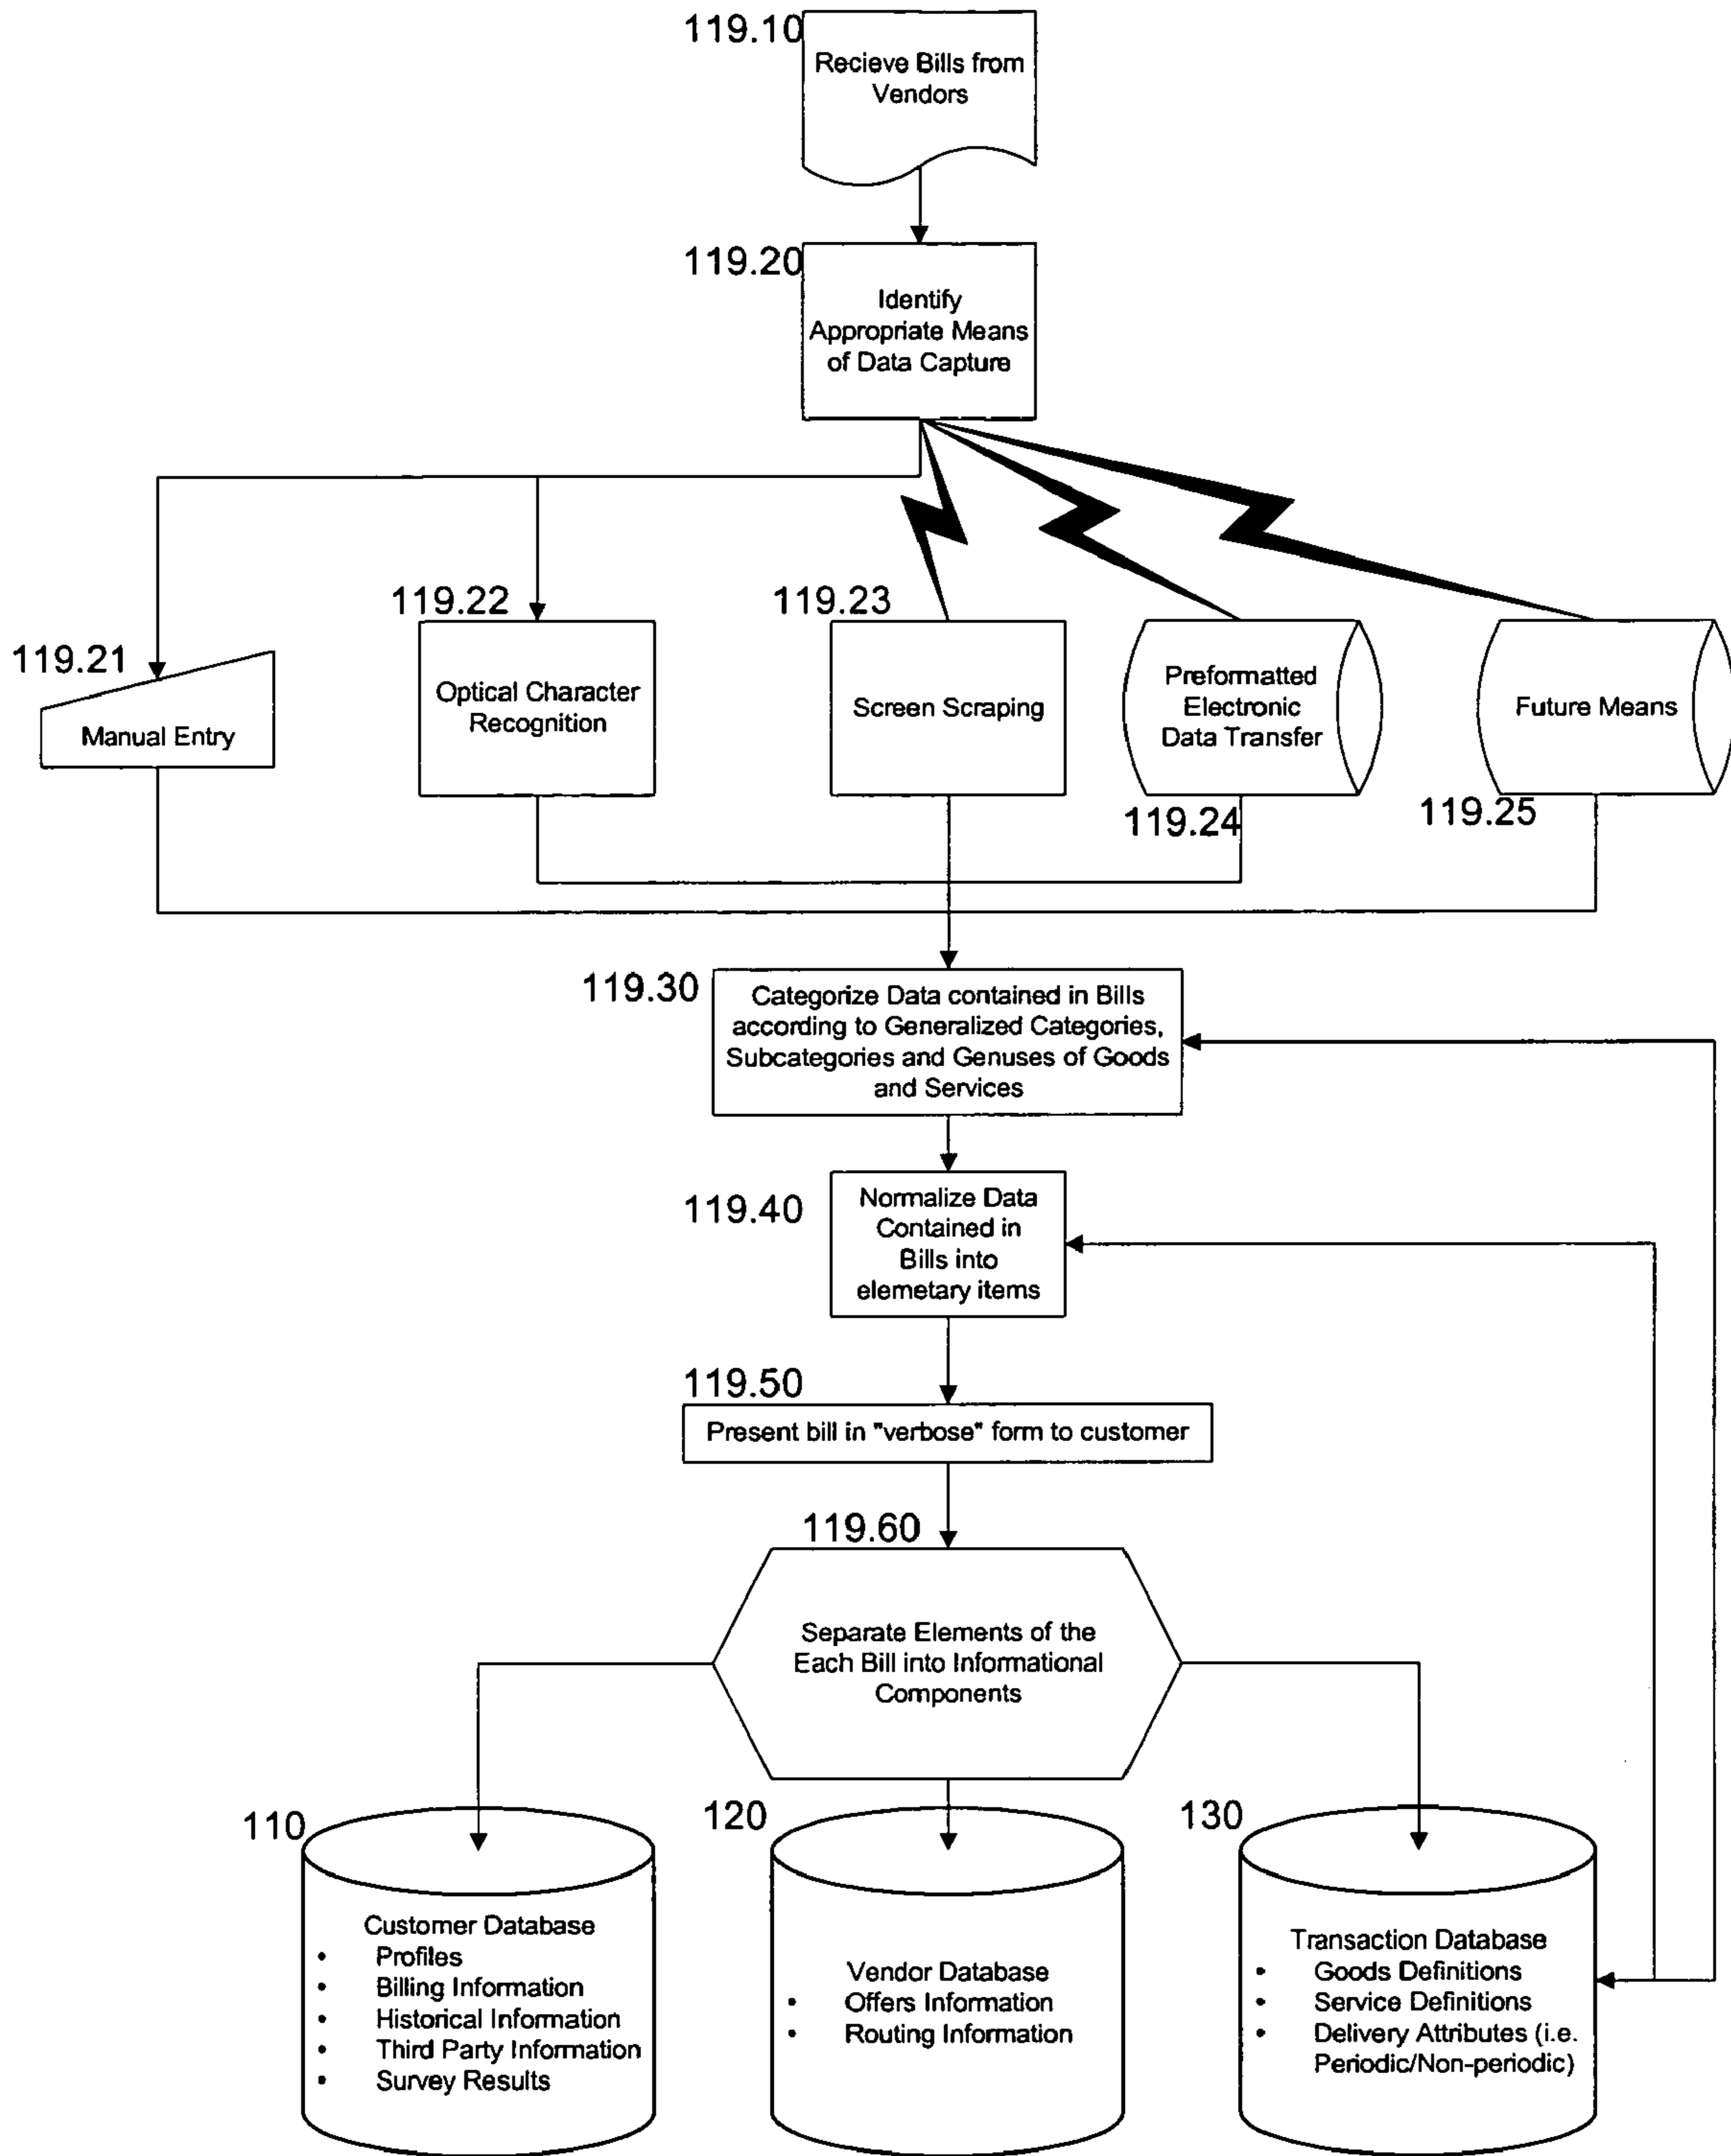 119.10
Recieve Bills from
Vendors
119.20
Identify
Appropriate Means
of Data Capture
119.21
Manual Entry
119.22
Optical Character
Recognition
119.23
Screen Scraping
Preformatted
Electronic
Data Transfer
119.24
Future Means
119.25
119.30
Categorize Data contained in Bills
according to Generalized Categories,
Subcategories and Genuses of Goods
and Services
119.40
Normalize Data
Contained in
Bills into
elemetary items
119.50
Present bill in "verbose" form to customer
119.60
Separate Elements of the
Each Bill into Informational
Components
110
Customer Database
• Profiles
• Billing Information
• Historical Information
• Third Party Information
• Survey Results
120
Vendor Database
• Offers Information
• Routing Information
130
Transaction Database
• Goods Definitions
• Service Definitions
• Delivery Attributes (i.e.
Periodic/Non-periodic)